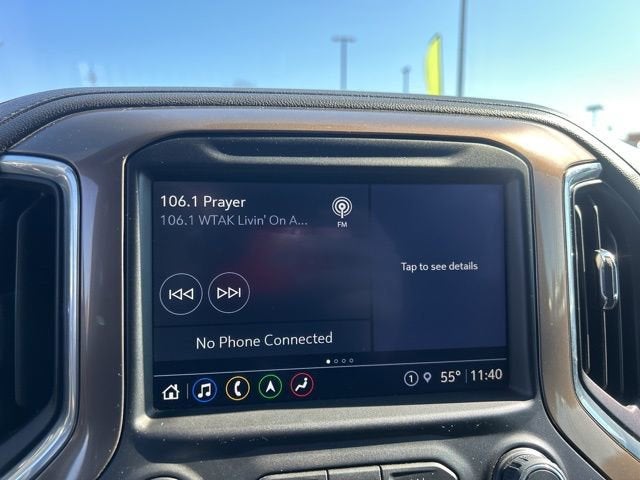 106.1 Prayer
106.1 WTAK Livin' On A...
FM
Tap to see details
No Phone Connected
1 55° 11:40